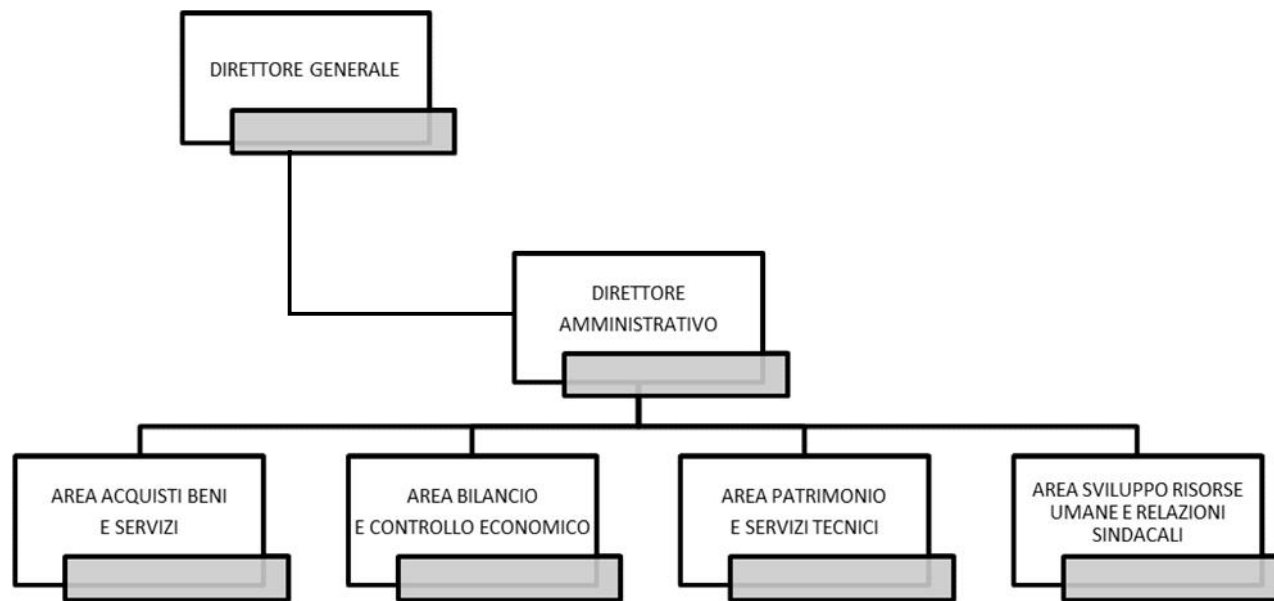 DIRETTORE GENERALE
DIRETTORE
AMMINISTRATIVO
AREA ACQUISTI BENI
E SERVIZI
AREA BILANCIO
E CONTROLLO ECONOMICO
AREA PATRIMONIO
E SERVIZI TECNICI
AREA SVILUPPO RISORSE
UMANE E RELAZIONI
SINDACALI